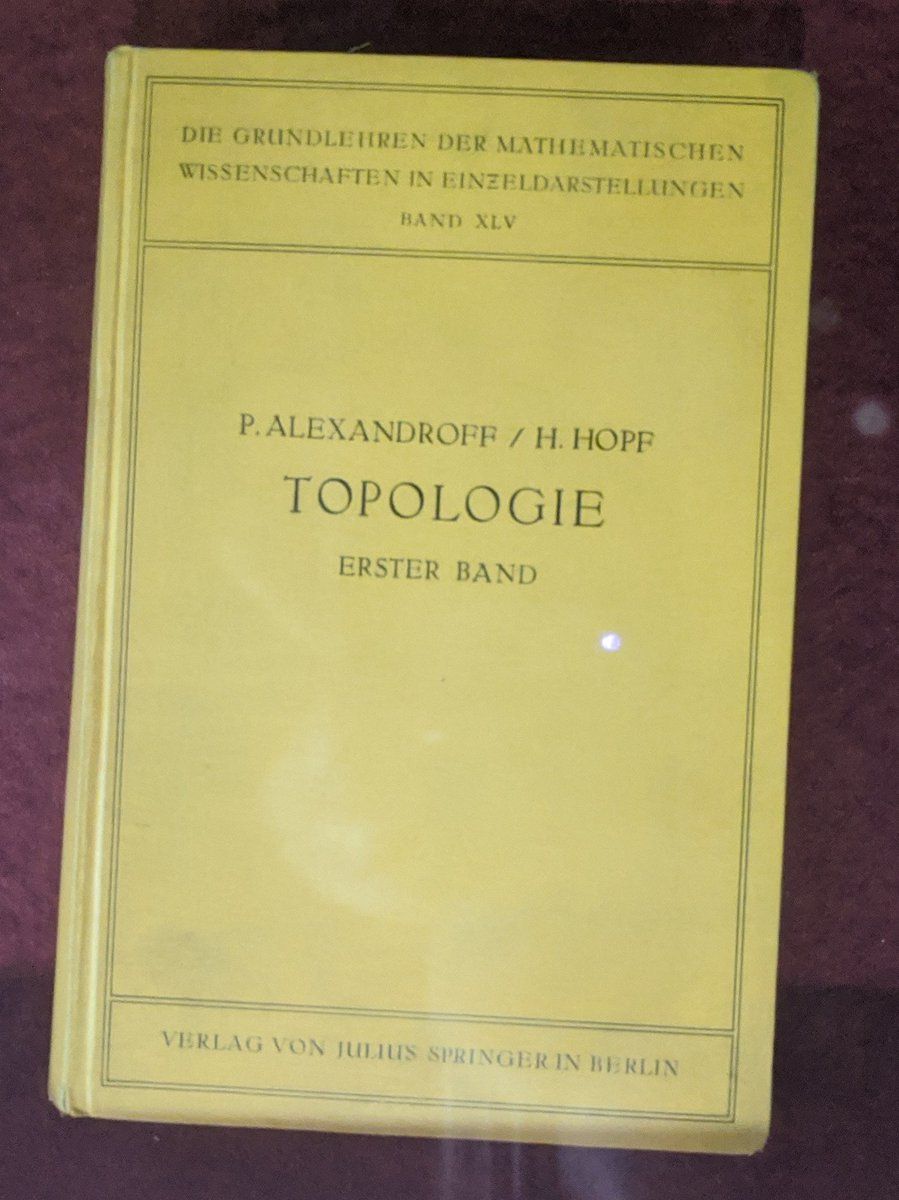 DIE GRUNDLEHREN DER MATHEMATISCHEN
WISSENSCHAFTEN IN EINZELDARSTELLUNGEN
BAND XLV
P. ALEXANDROFF / H. HOPF
TOPOLOGIE
ERSTER BAND
VERLAG VON JULIUS SPRINGER IN BERLIN